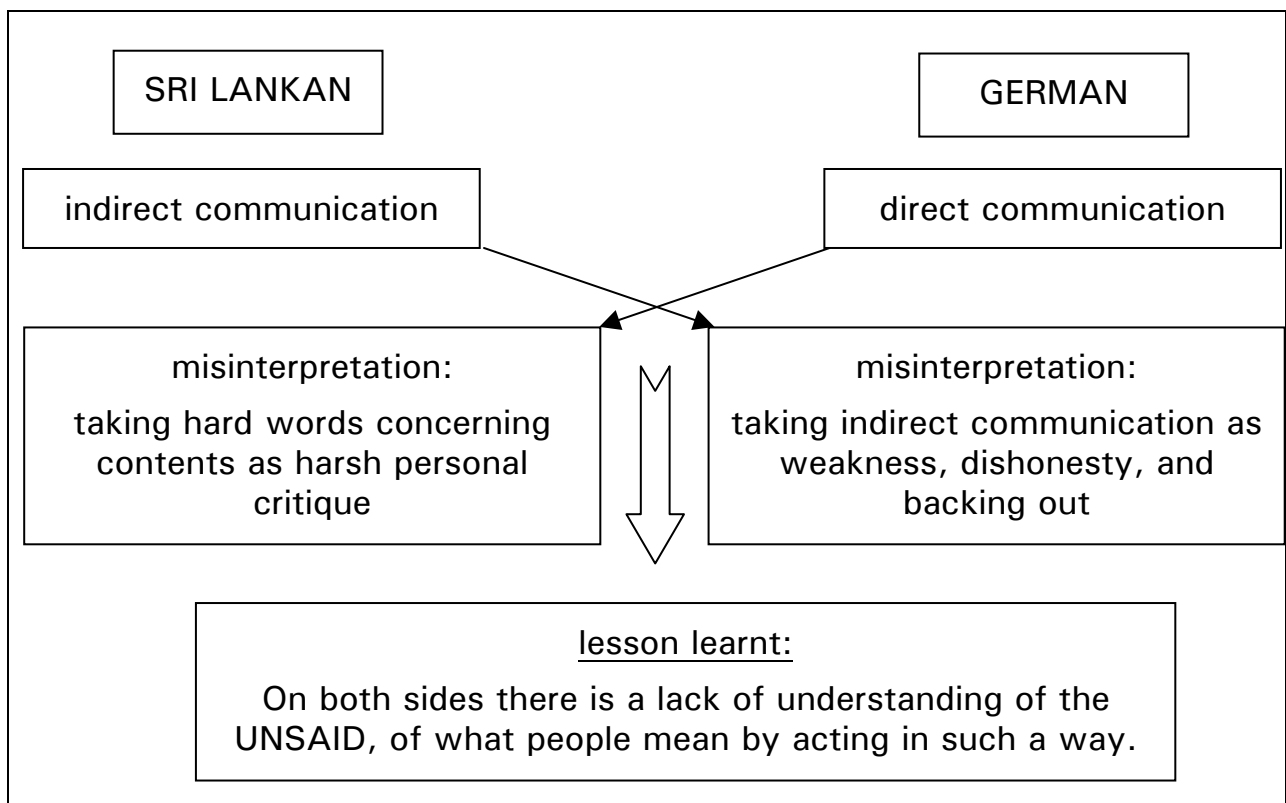 SRI LANKAN
GERMAN
indirect communication
direct communication
misinterpretation:
taking hard words concerning
contents as harsh personal
critique
misinterpretation:
taking indirect communication as
weakness, dishonesty, and
backing out
lesson learnt:
On both sides there is a lack of understanding of the
UNSAID, of what people mean by acting in such a way.